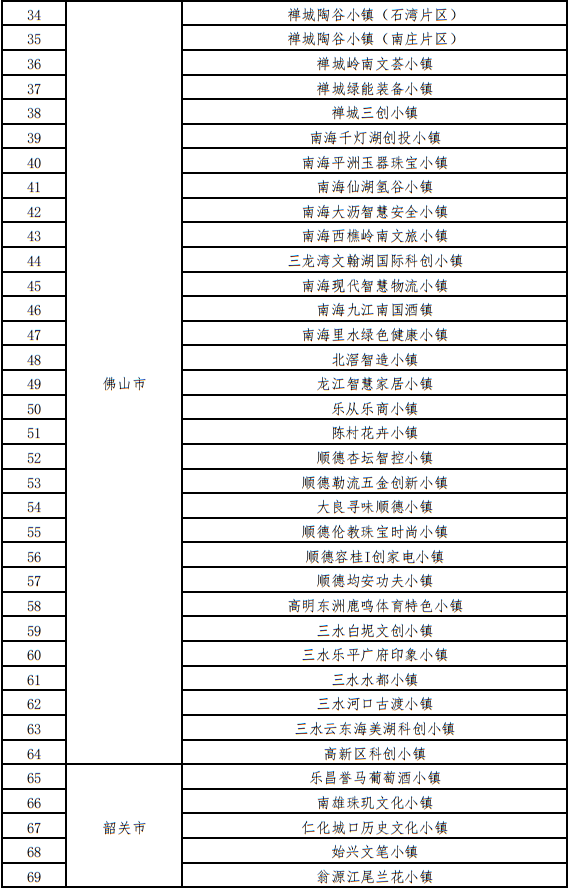 34 禅城陶谷小镇（石湾片区）
35 禅城陶谷小镇（南庄片区）
36 禅城岭南文荟小镇
37 禅城绿能装备小镇
38 禅城三创小镇
39 南海千灯湖创投小镇
40 南海平洲玉器珠宝小镇
41 南海仙湖氢谷小镇
42 南海大沥智慧安全小镇
43 南海西樵岭南文旅小镇
44 三龙湾文翰湖国际科创小镇
45 南海现代智慧物流小镇
46 南海九江南国酒镇
47 南海里水绿色健康小镇
48 北滘智造小镇
49 佛山市 龙江智慧家居小镇
50 乐从乐商小镇
51 陈村花卉小镇
52 顺德杏坛智控小镇
53 顺德勒流五金创新小镇
54 大良寻味顺德小镇
55 顺德伦教珠宝时尚小镇
56 顺德容桂I创家电小镇
57 顺德均安功夫小镇
58 高明东洲鹿鸣体育特色小镇
59 三水白坭文创小镇
60 三水乐平广府印象小镇
61 三水水都小镇
62 三水河口古渡小镇
63 三水云东海美湖科创小镇
64 高新区科创小镇
65 乐昌誉马葡萄酒小镇
66 南雄珠玑文化小镇
67 韶关市 仁化城口历史文化小镇
68 始兴文笔小镇
69 翁源江尾兰花小镇